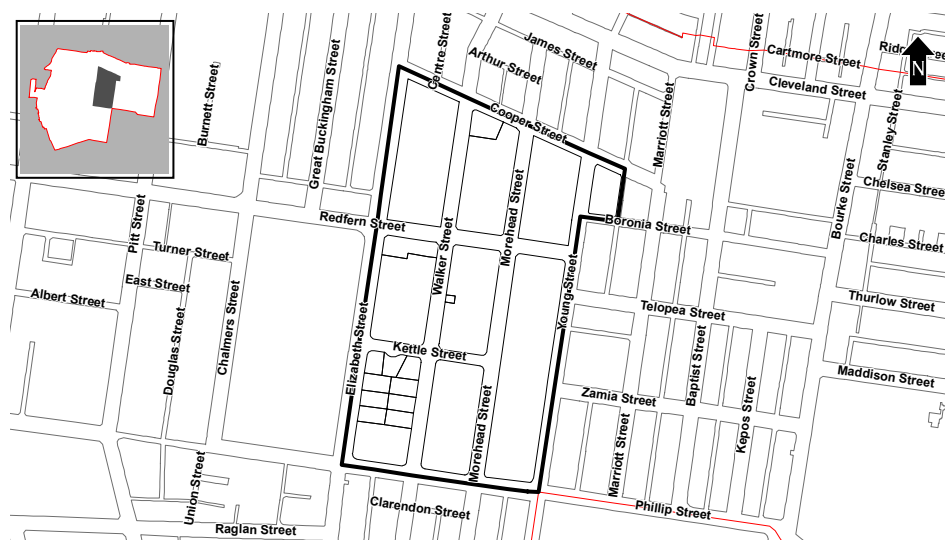 Centre Street
James Street
Crown Street
Cartmore Street
N
Arthur Street
Great Buckingham Street
Burnett Street
Cleveland Street
Stanley Street
Cooper Street
Marriott Street
Chelsea Stree
Bourke Street
Pitt Street
Redfern Street
Morehead Street
Boronia Street
Walker Street
Charles Street
Turner Street
East Street
Albert Street
Young Street
Telopea Street
Thurlow Street
Chalmers Street
Douglas Street
Elizabeth Street
Kettle Street
Baptist Street
Maddison Street
Zamia Street
Kepos Street
Morehead Street
Marriott Street
Union Street
Clarendon Street
Phillip Street
Raglan Street